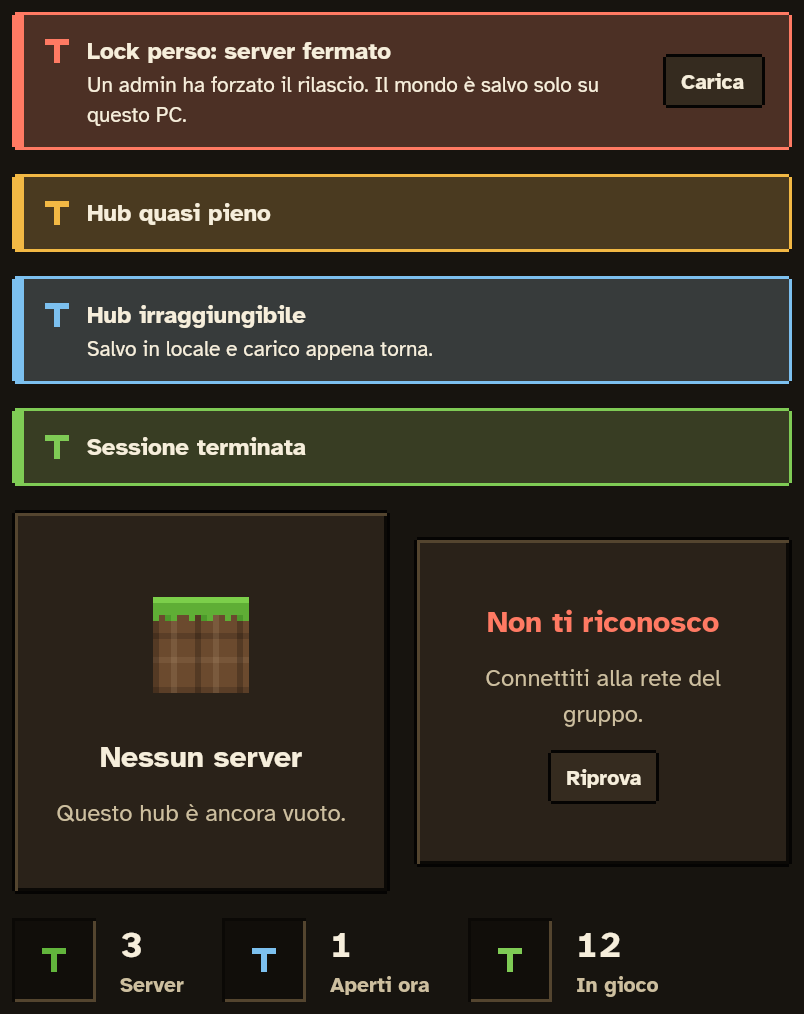 T Lock perso: server fermato
Un admin ha forzato il rilascio. Il mondo è salvo solo su
questo PC.
Carica
T Hub quasi pieno
T Hub irraggiungibile
Salvo in locale e carico appena torna.
T Sessione terminata
Nessun server
Questo hub è ancora vuoto.
Non ti riconosco
Connettiti alla rete del
gruppo.
Riprova
T 3
Server
T 1
Aperti ora
T 12
In gioco